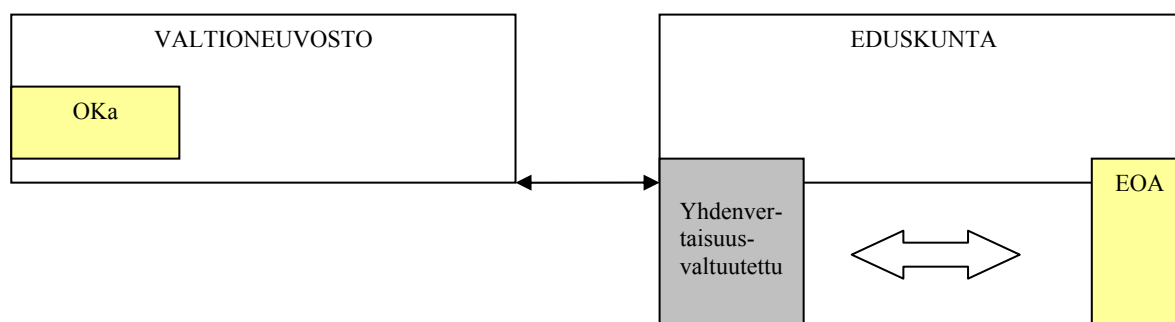 VALTIONEUVOSTO
EDUSKUNTA
OKa
EOA
Yhdenver-
taisuus-
valtuutettu